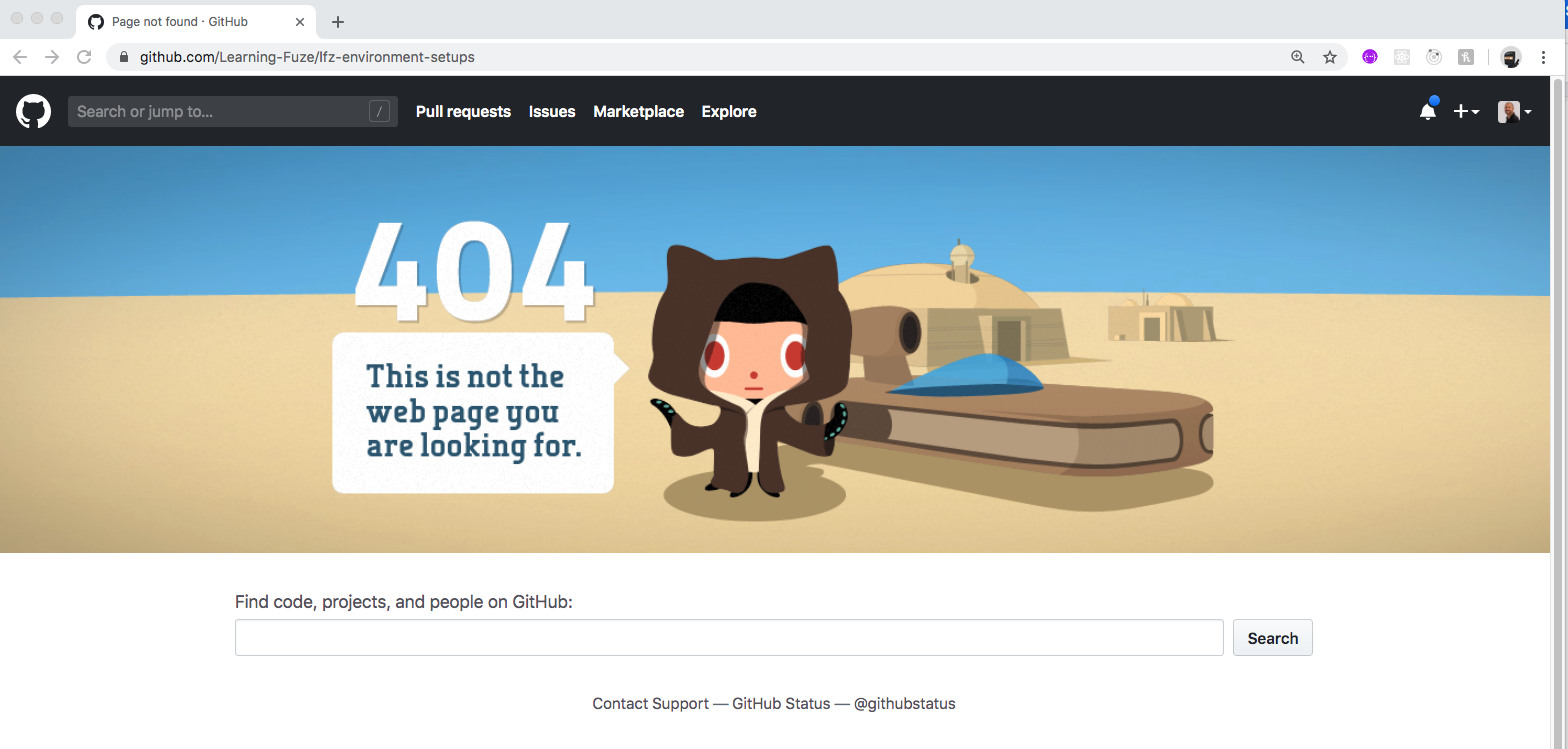 Page not found · GitHub
github.com/Learning-Fuze/lfz-environment-setups
Search or jump to...
/
Pull requests
Issues
Marketplace
Explore
404
This is not the
web page you
are looking for.
Find code, projects, and people on GitHub:
Search
Contact Support — GitHub Status — @githubstatus